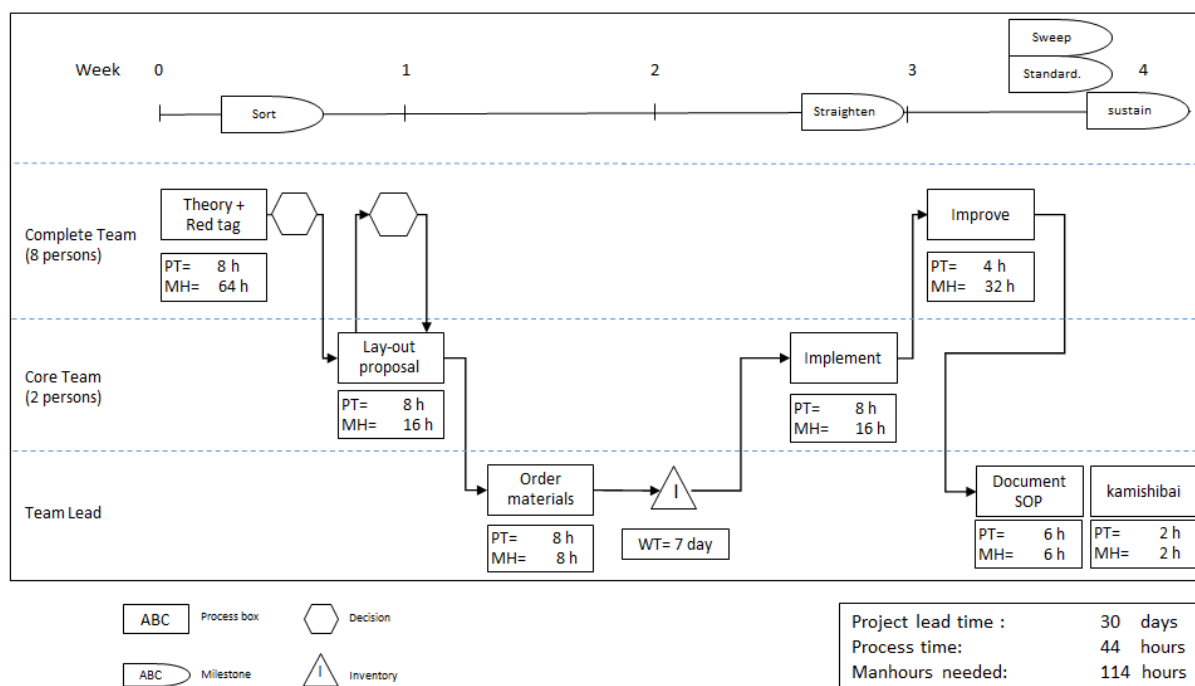 Sweep
Week 0 1 2 3 Standard. 4
Sort Straighten sustain
Complete Team
(8 persons)
Theory +
Red tag
PT= 8 h
MH= 64 h
Improve
PT= 4 h
MH= 32 h
Core Team
(2 persons)
Lay-out
proposal
PT= 8 h
MH= 16 h
Implement
PT= 8 h
MH= 16 h
Team Lead
Order
materials
PT= 8 h
MH= 8 h
I
WT= 7 day
Document
SOP
PT= 6 h
MH= 6 h
kamishibai
PT= 2 h
MH= 2 h
ABC Process box Decision
ABC Milestone I Inventory
Project lead time : 30 days
Process time: 44 hours
Manhours needed: 114 hours